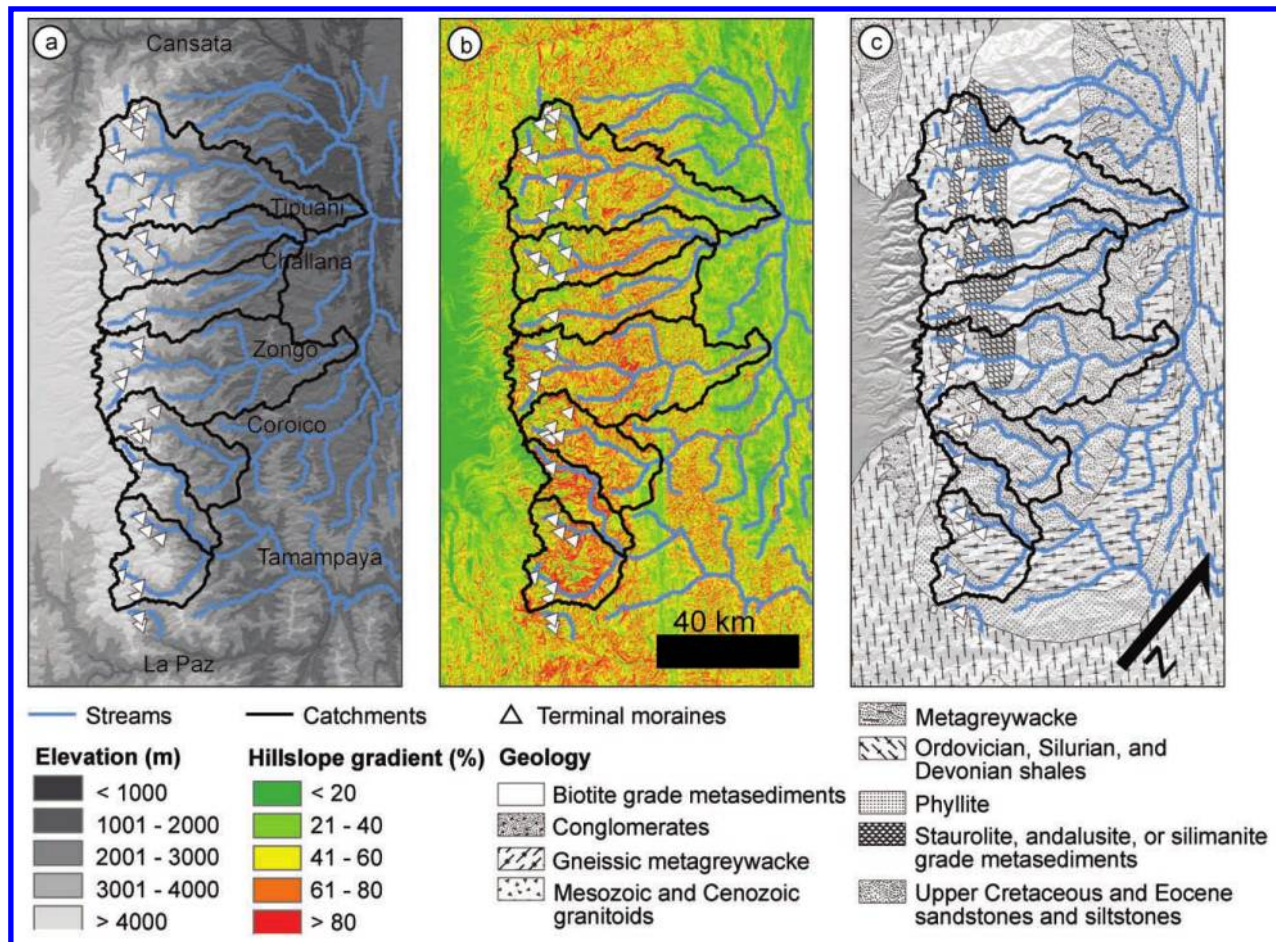 a
Cansata
Tipuani
Challana
Zongo
Coroico
Tamampaya
La Paz
b
40 km
c
N
Streams
Catchments
Terminal moraines
Elevation (m)
< 1000
1001 - 2000
2001 - 3000
3001 - 4000
> 4000
Hillslope gradient (%)
< 20
21 - 40
41 - 60
61 - 80
> 80
Geology
Biotite grade metasediments
Conglomerates
Gneissic metagreywacke
Mesozoic and Cenozoic
granitoids
Metagreywacke
Ordovician, Silurian, and
Devonian shales
Phyllite
Staurolite, andalusite, or silimanite
grade metasediments
Upper Cretaceous and Eocene
sandstones and siltstones